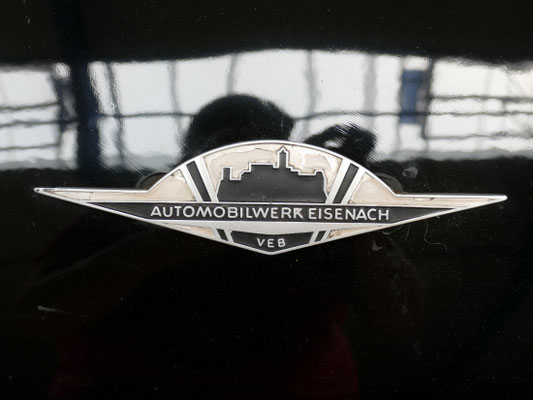 AUTOMOBILWERK EISENACH
VEB